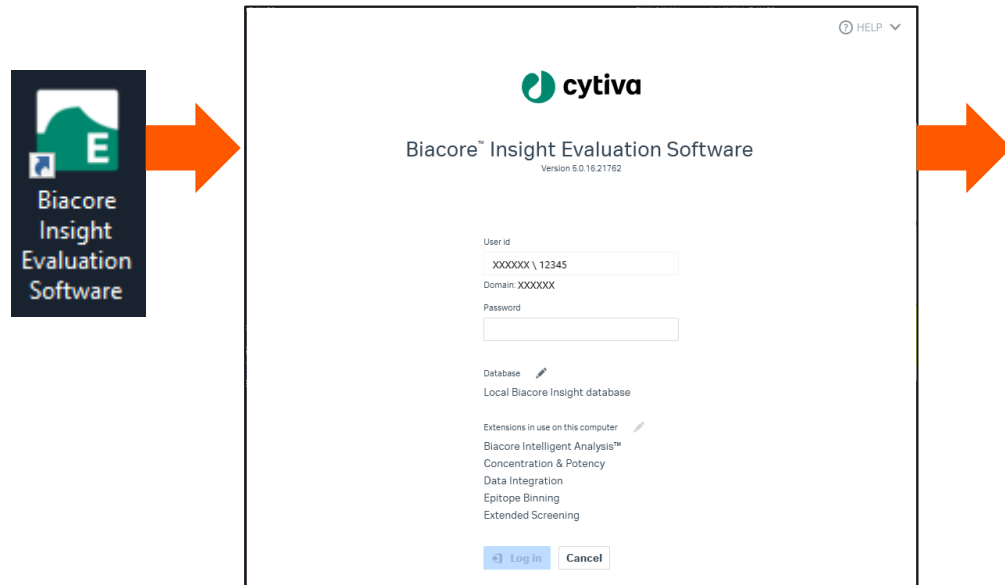 E
Biacore
Insight
Evaluation
Software
HELP
cytiva
Biacore™ Insight Evaluation Software
Version 5.0.16.21762
User id
XXXXXX \ 12345
Domain: XXXXXX
Password
Database
Local Biacore Insight database
Extensions in use on this computer
Biacore Intelligent Analysis™
Concentration & Potency
Data Integration
Epitope Binning
Extended Screening
Log in Cancel